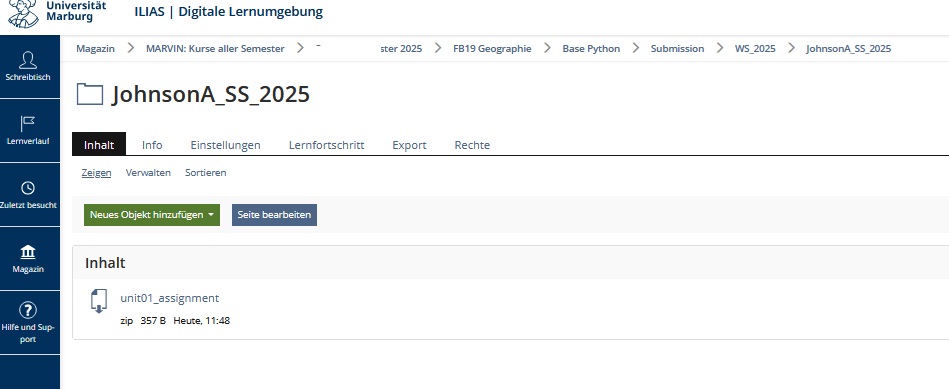 Universität
Marburg
ILIAS | Digitale Lernumgebung
Magazin > MARVIN: Kurse aller Semester > ster 2025 > FB19 Geographie > Base Python > Submission > WS_2025 > JohnsonA_SS_2025
Schreibtisch
Lernverlauf
Zuletzt besucht
Magazin
Hilfe und Sup-
port
JohnsonA_SS_2025
Inhalt Info Einstellungen Lernfortschritt Export Rechte
Zeigen Verwalten Sortieren
Neues Objekt hinzufügen Seite bearbeiten
Inhalt
unit01_assignment
zip 357 B Heute, 11:48